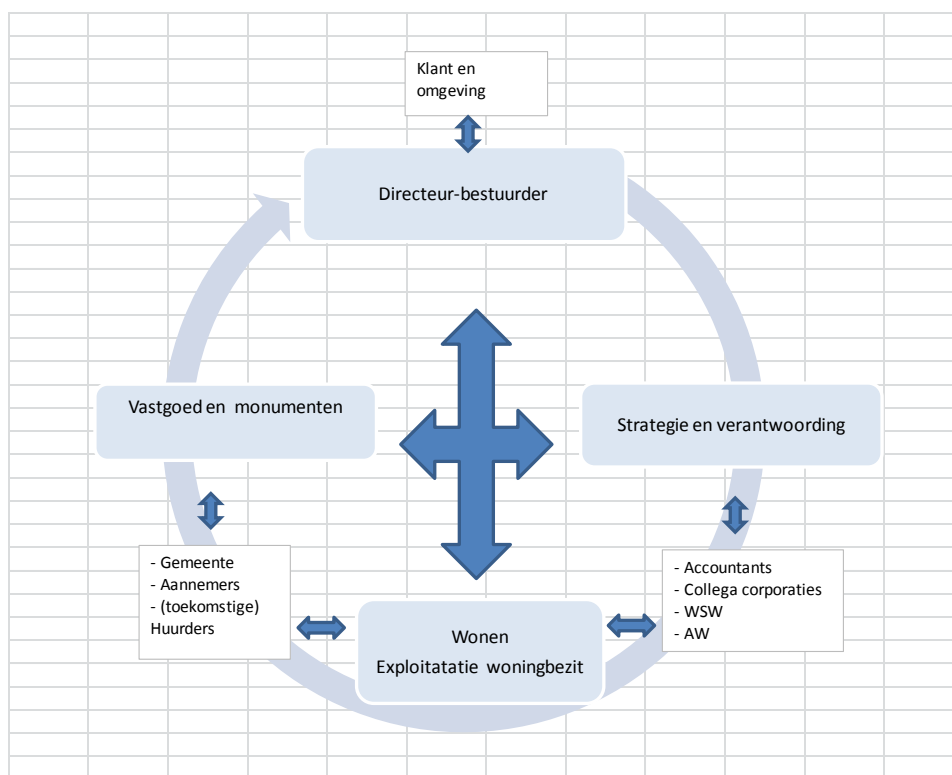 Klant en
omgeving
Directeur-bestuurder
Vastgoed en monumenten
Strategie en verantwoording
- Gemeente
- Aannemers
- (toekomstige)
Huurders
- Accountants
- Collega corporaties
- WSW
- AW
Wonen
Exploitatatie woningbezit